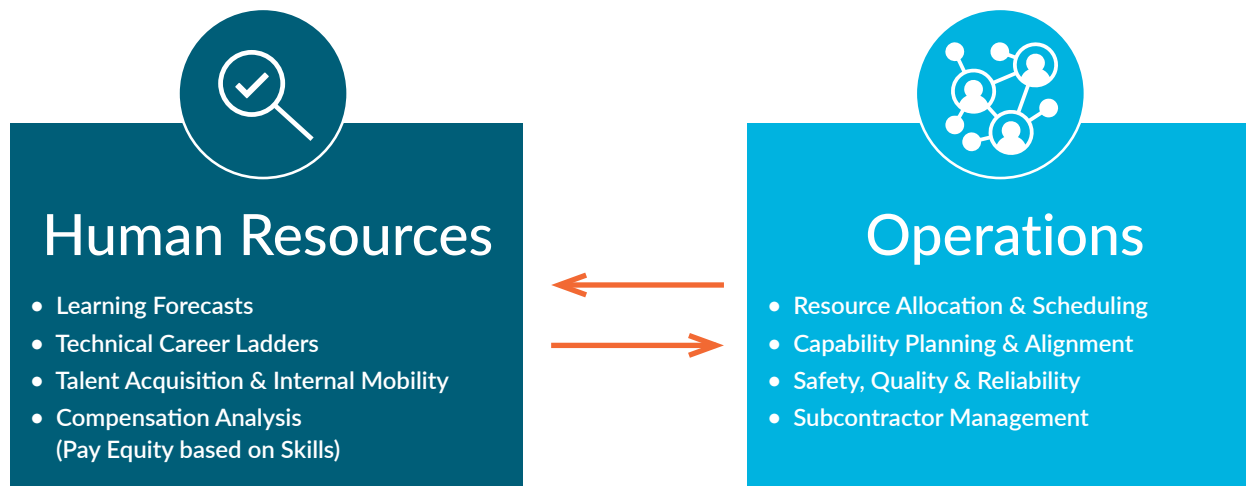 Human Resources
• Learning Forecasts
• Technical Career Ladders
• Talent Acquisition & Internal Mobility
• Compensation Analysis
(Pay Equity based on Skills)
Operations
• Resource Allocation & Scheduling
• Capability Planning & Alignment
• Safety, Quality & Reliability
• Subcontractor Management